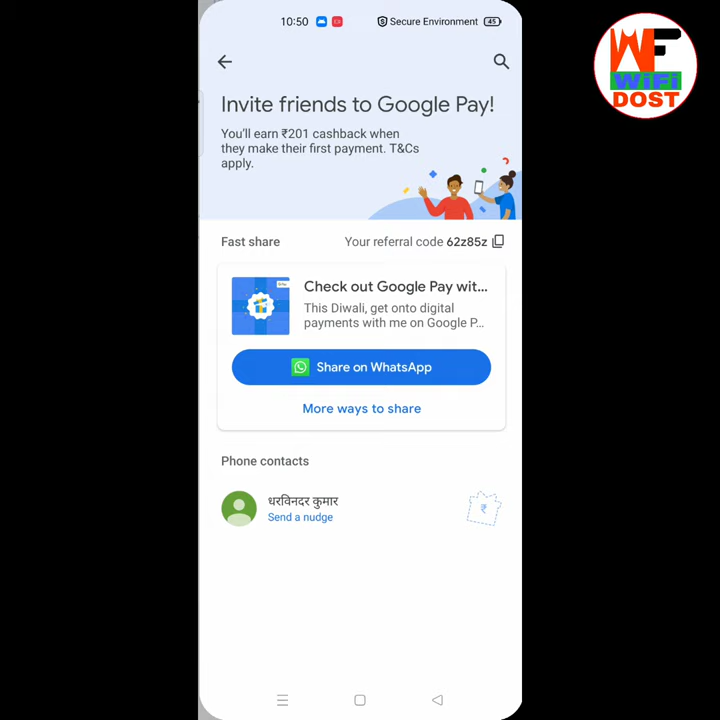 10:50
Secure Environment
45
WF
WiFi
DOST
Invite friends to Google Pay!
You'll earn ₹201 cashback when
they make their first payment. T&Cs
apply.
Fast share
Your referral code 62z85z
Check out Google Pay wit...
This Diwali, get onto digital
payments with me on Google P...
Share on WhatsApp
More ways to share
Phone contacts
धरविनदर कुमार
Send a nudge
₹